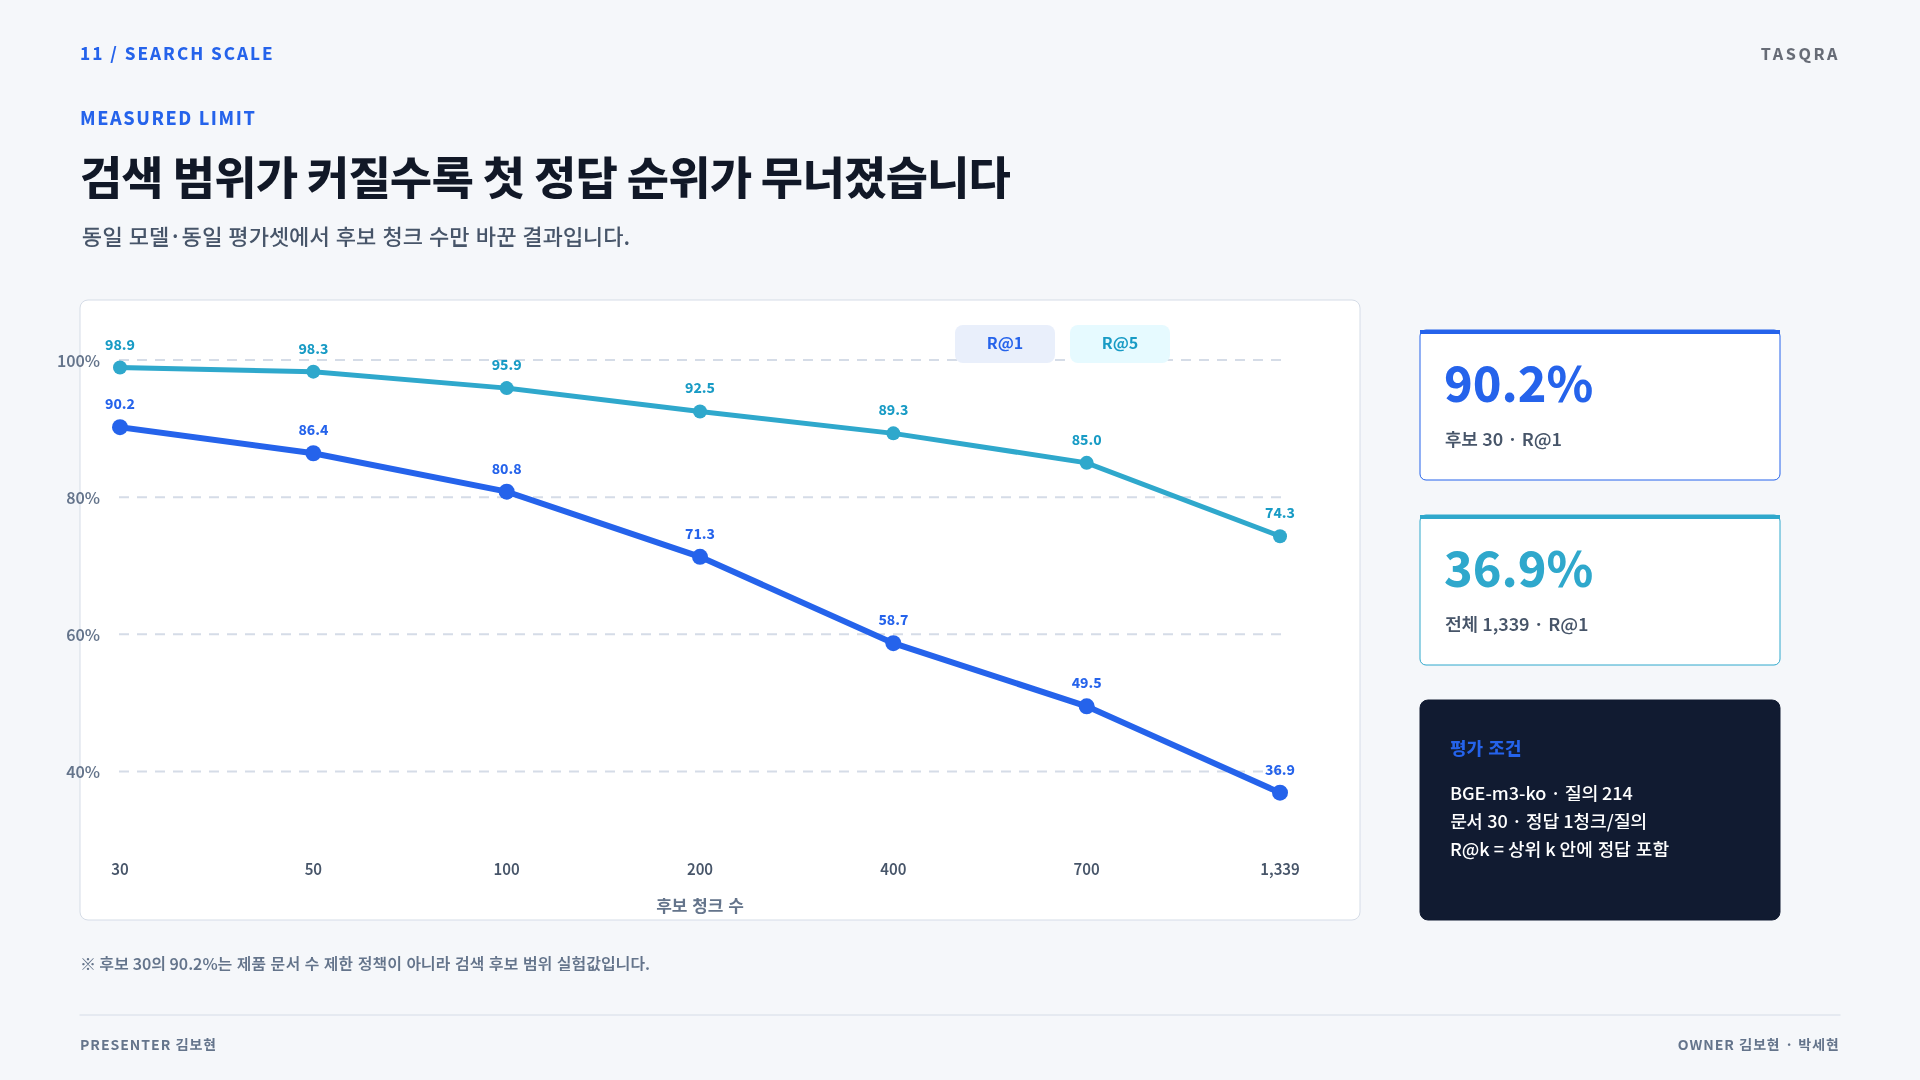 11 / SEARCH SCALE
TASQRA
MEASURED LIMIT
검색 범위가 커질수록 첫 정답 순위가 무너졌습니다
동일 모델·동일 평가셋에서 후보 청크 수만 바꾼 결과입니다.
R@1
R@5
100%
80%
60%
40%
98.9
98.3
95.9
92.5
89.3
85.0
74.3
90.2
86.4
80.8
71.3
58.7
49.5
36.9
30
50
100
200
400
700
1,339
후보 청크 수
90.2%
후보 30 · R@1
36.9%
전체 1,339 · R@1
평가 조건
BGE-m3-ko · 질의 214
문서 30 · 정답 1청크/질의
R@k = 상위 k 안에 정답 포함
※ 후보 30의 90.2%는 제품 문서 수 제한 정책이 아니라 검색 후보 범위 실험값입니다.
PRESENTER 김보현
OWNER 김보현 · 박세현